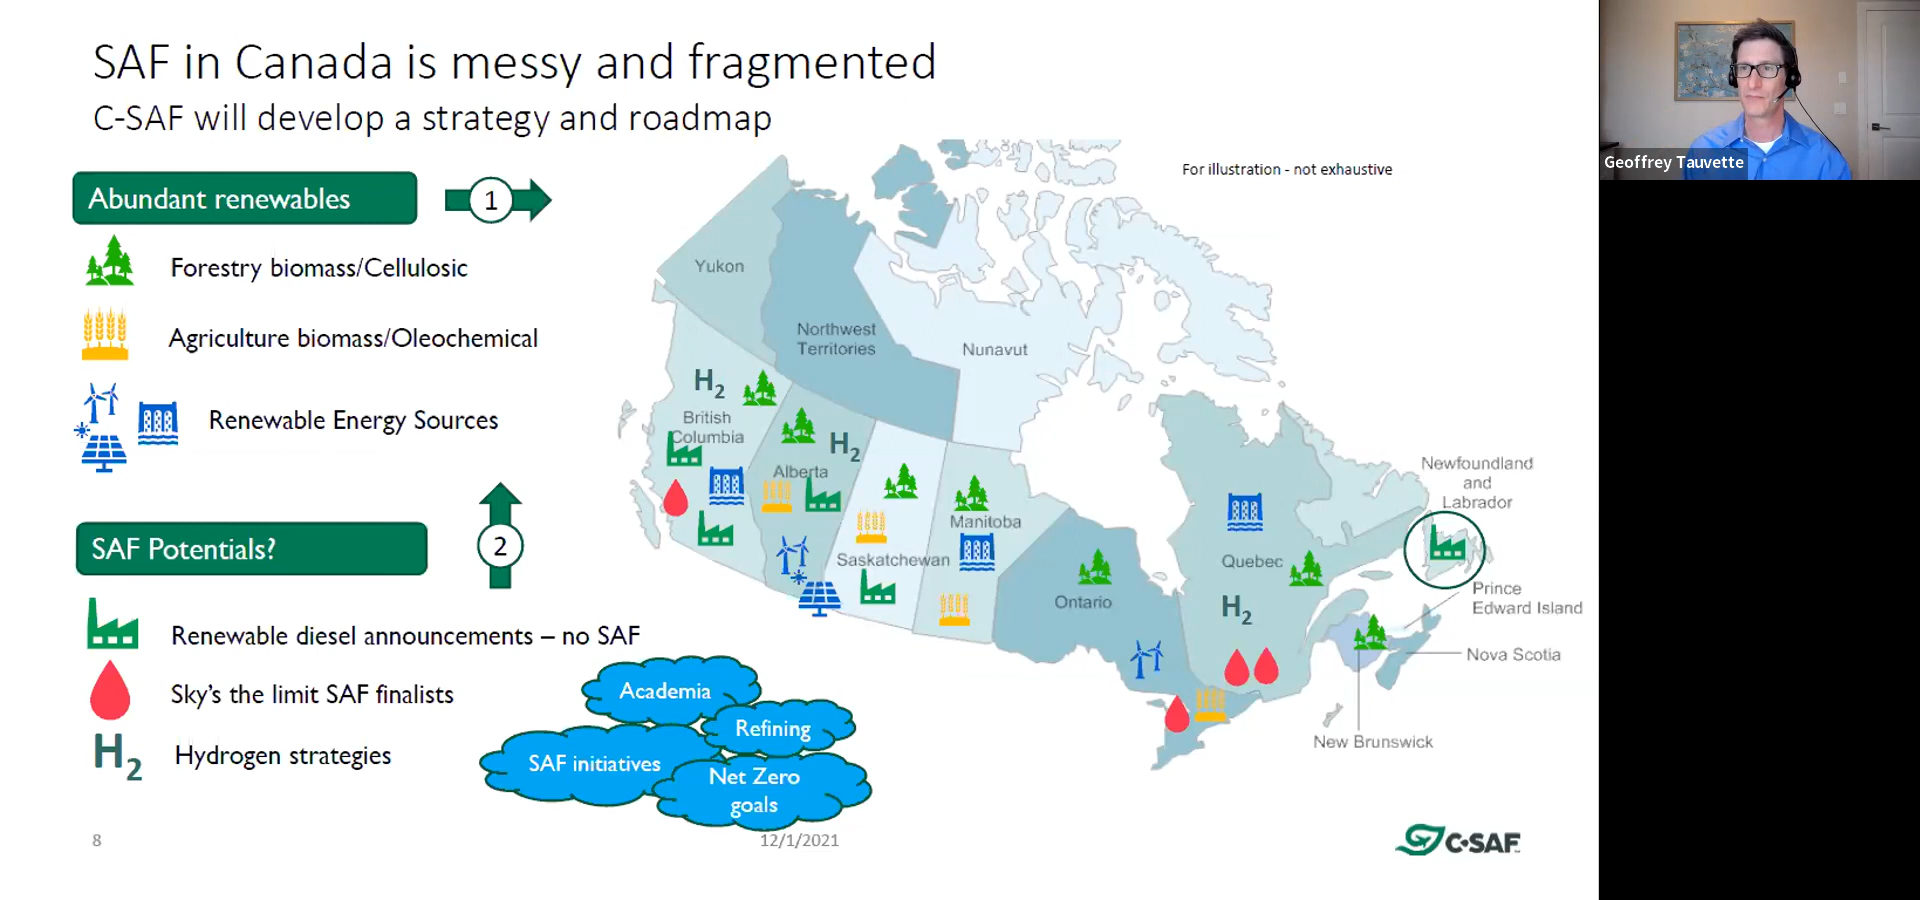 SAF in Canada is messy and fragmented
C-SAF will develop a strategy and roadmap
Geoffrey Tauvette
For illustration - not exhaustive
Abundant renewables
1
Forestry biomass/Cellulosic
Agriculture biomass/Oleochemical
Renewable Energy Sources
SAF Potentials?
2
Renewable diesel announcements – no SAF
Sky's the limit SAF finalists
H2
Hydrogen strategies
Academia
Refining
SAF initiatives
Net Zero
goals
Yukon
Northwest
Territories
Nunavut
H2
British
Columbia
H2
Alberta
Saskatchewan
Manitoba
Ontario
Quebec
H2
Newfoundland
and
Labrador
Prince
Edward Island
Nova Scotia
New Brunswick
8
12/1/2021
C-SAF